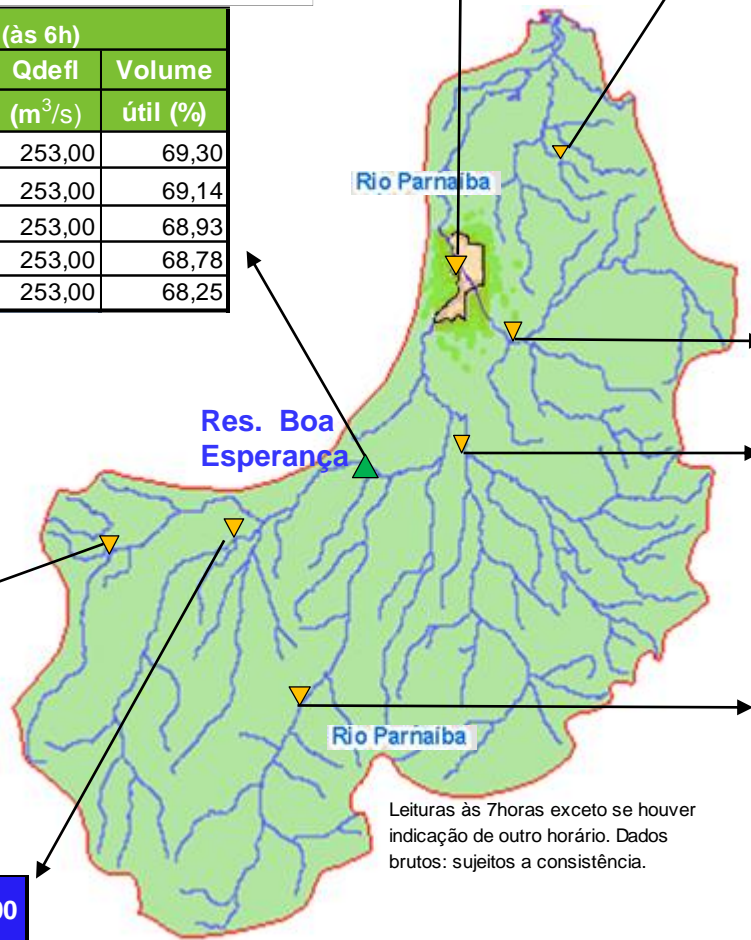 (às 6h)
Qdefl Volume
(m³/s) útil (%)
253,00 69,30
253,00 69,14
253,00 68,93
253,00 68,78
253,00 68,25
Rio Parnaíba
Res. Boa
Esperança
Rio Parnaíba
Leituras às 7horas exceto se houver
indicação de outro horário. Dados
brutos: sujeitos a consistência.